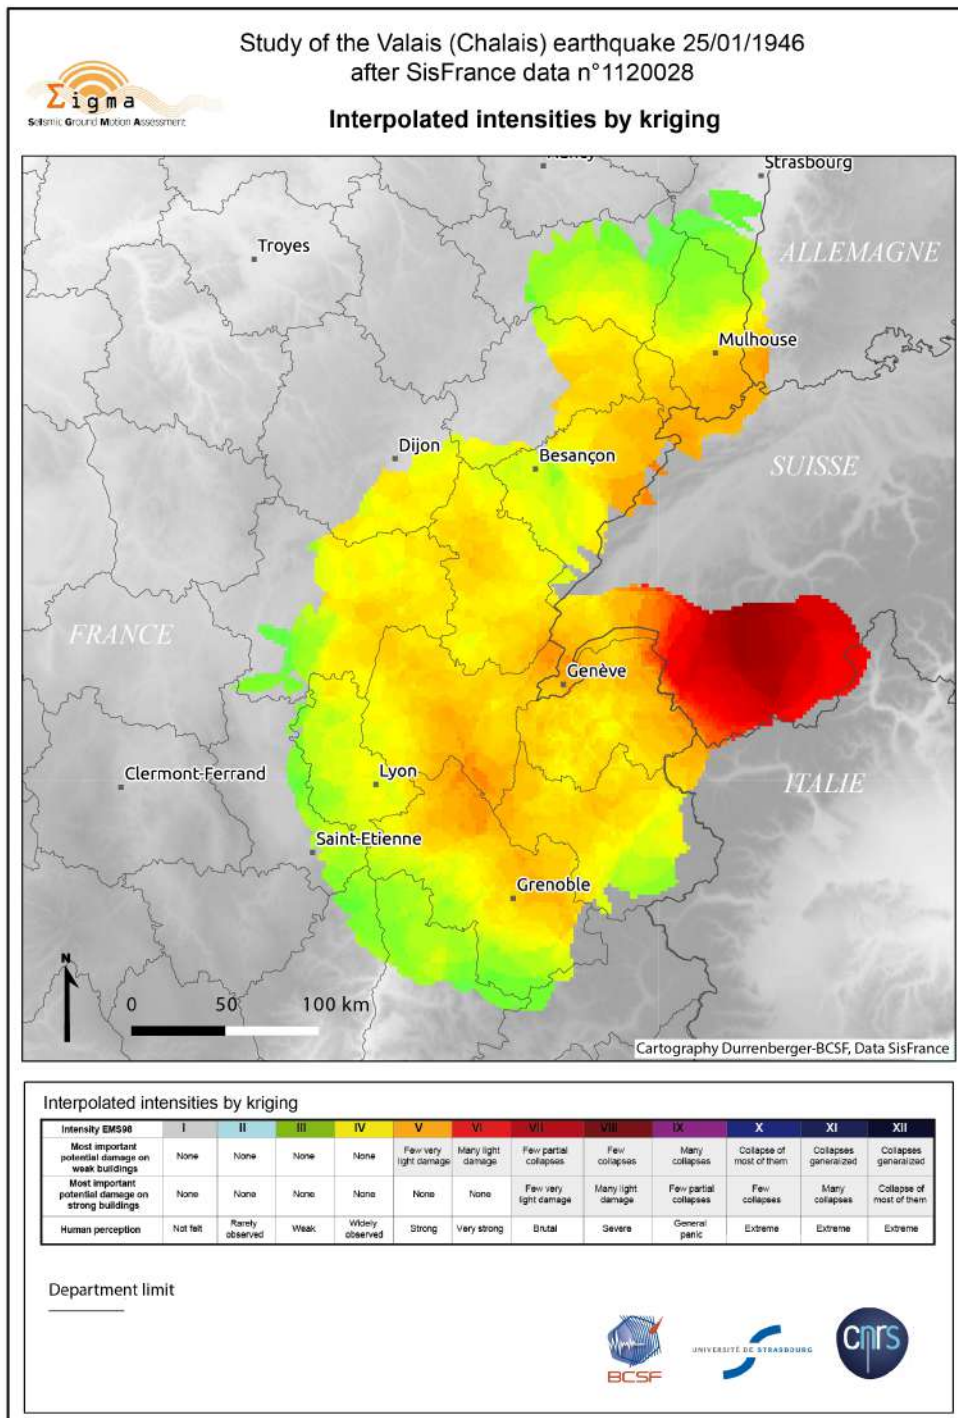 Study of the Valais (Chalais) earthquake 25/01/1946
after SisFrance data n°1120028
Σigma
Seismic Ground Motion Assessment
Interpolated intensities by kriging
Strasbourg
Troyes
ALLEMAGNE
Mulhouse
Dijon
Besançon
SUISSE
FRANCE
Genève
Clermont-Ferrand
Lyon
ITALIE
Saint-Etienne
Grenoble
N
0 50 100 km
Cartography Durrenberger-BCSF, Data SisFrance
Interpolated intensities by kriging
Intensity EMS98 I II III IV V VI VII VIII IX X XI XII
Most important potential damage on weak buildings None None None None Few very light damage Many light damage Few partial collapses Few collapses Many collapses Collapse of most of them Collapses generalized Collapses generalized
Most important potential damage on strong buildings None None None None None None Few very light damage Many light damage Few partial collapses Few collapses Many collapses Collapse of most of them
Human perception Not felt Rarely observed Weak Widely observed Strong Very strong Brutal Severe General panic Extreme Extreme Extreme
Department limit
BCSF
UNIVERSITÉ DE STRASBOURG
cnrs